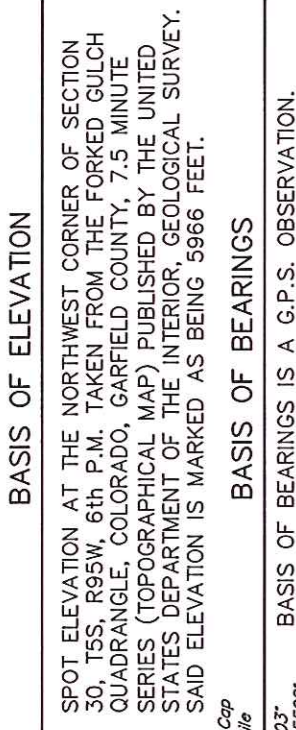 BASIS OF ELEVATION
SPOT ELEVATION AT THE NORTHWEST CORNER OF SECTION
30, T5S, R95W, 6th P.M. TAKEN FROM THE FORKED GULCH
QUADRANGLE, COLORADO, GARFIELD COUNTY, 7.5 MINUTE
SERIES (TOPOGRAPHICAL MAP) PUBLISHED BY THE UNITED
STATES DEPARTMENT OF THE INTERIOR, GEOLOGICAL SURVEY.
SAID ELEVATION IS MARKED AS BEING 5966 FEET.
Cap
BASIS OF BEARINGS
BASIS OF BEARINGS IS A G.P.S. OBSERVATION.
03"